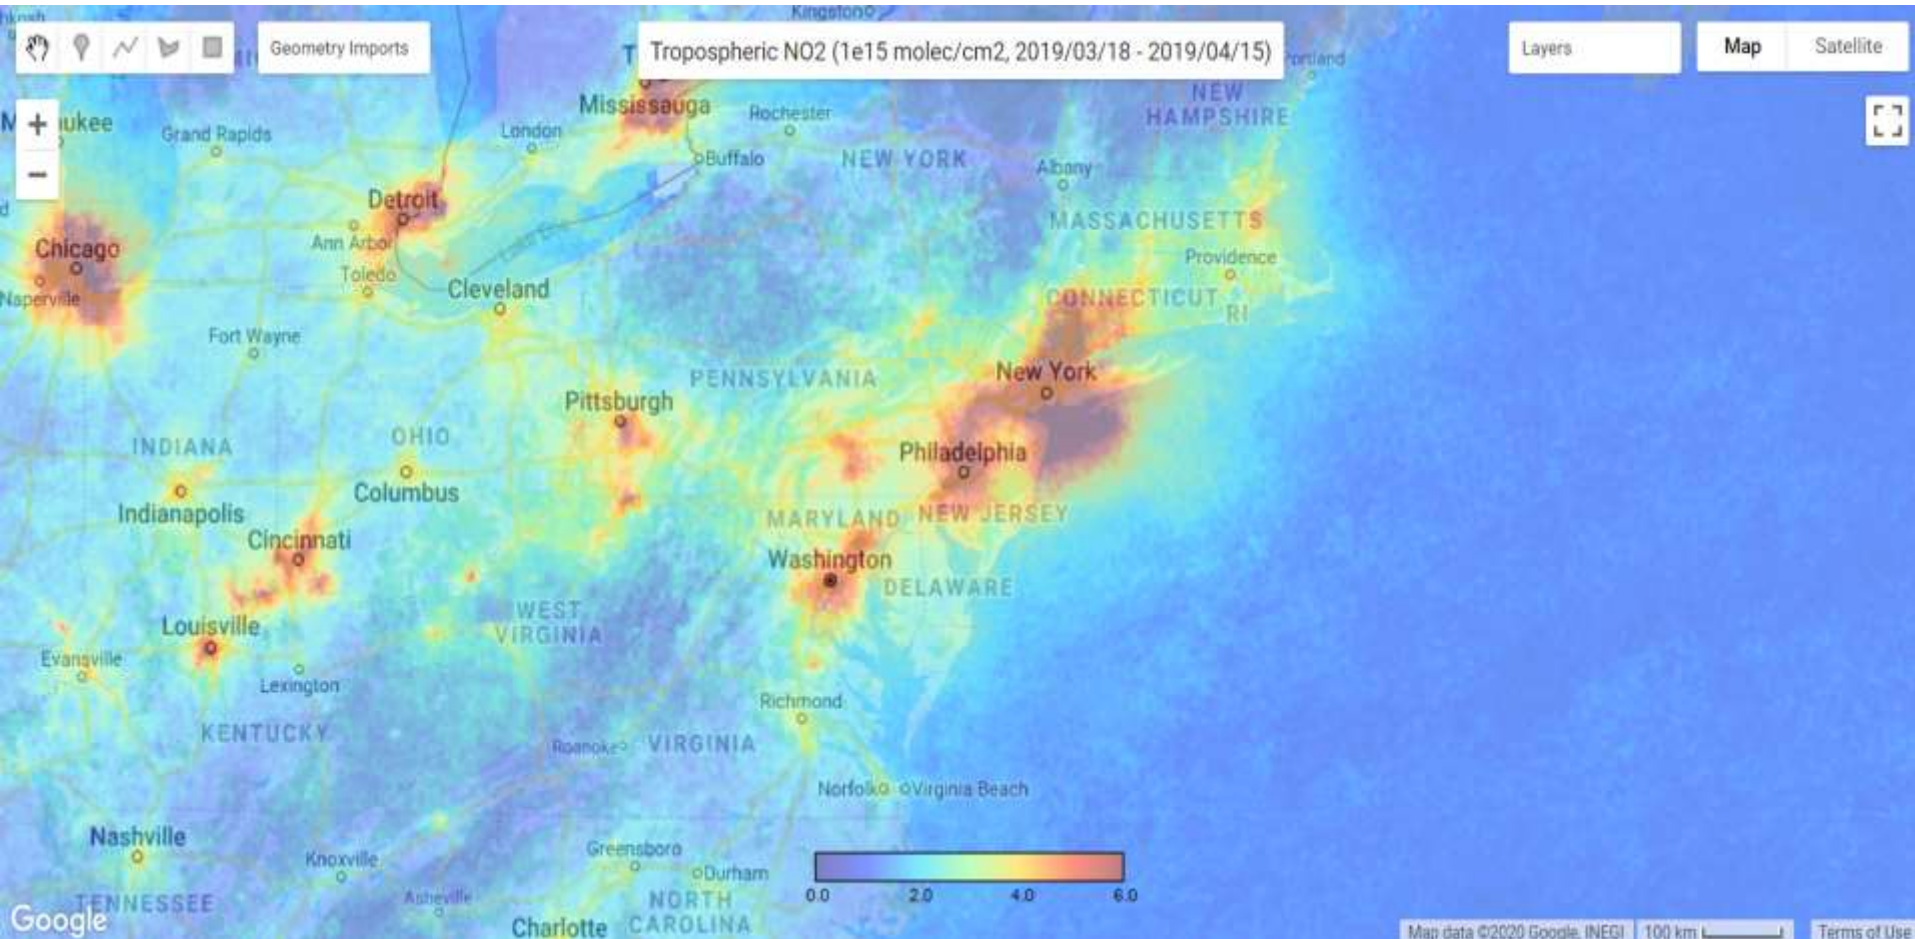 Kingston
Geometry Imports
Tropospheric NO2 (1e15 molec/cm2, 2019/03/18 - 2019/04/15)
Layers
Map
Satellite
+
−
Mississauga
Rochester
NEW
HAMPSHIRE
Grand Rapids
London
Buffalo
NEW YORK
Albany
Detroit
MASSACHUSETTS
Chicago
Ann Arbor
Providence
Toledo
Cleveland
Naperville
CONNECTICUT
RI
Fort Wayne
New York
PENNSYLVANIA
Pittsburgh
INDIANA
OHIO
Philadelphia
Columbus
Indianapolis
MARYLAND
NEW JERSEY
Cincinnati
Washington
DELAWARE
WEST
VIRGINIA
Louisville
Evansville
Lexington
Richmond
KENTUCKY
Roanoke
VIRGINIA
Norfolk
Virginia Beach
Nashville
Knoxville
Greensboro
Durham
0.0 2.0 4.0 6.0
TENNESSEE
Asheville
NORTH
CAROLINA
Charlotte
Google
Map data ©2020 Google, INEGI
100 km
Terms of Use